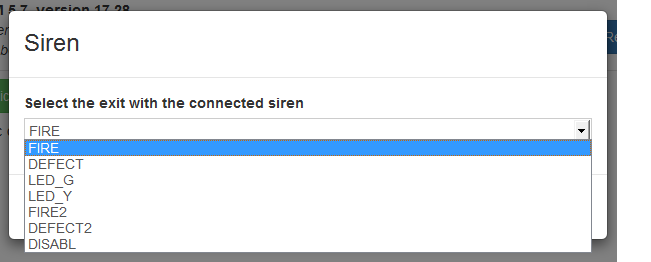 5.7, version 17.28
Siren
Select the exit with the connected siren
FIRE
FIRE
DEFECT
LED_G
LED_Y
FIRE2
DEFECT2
DISABL